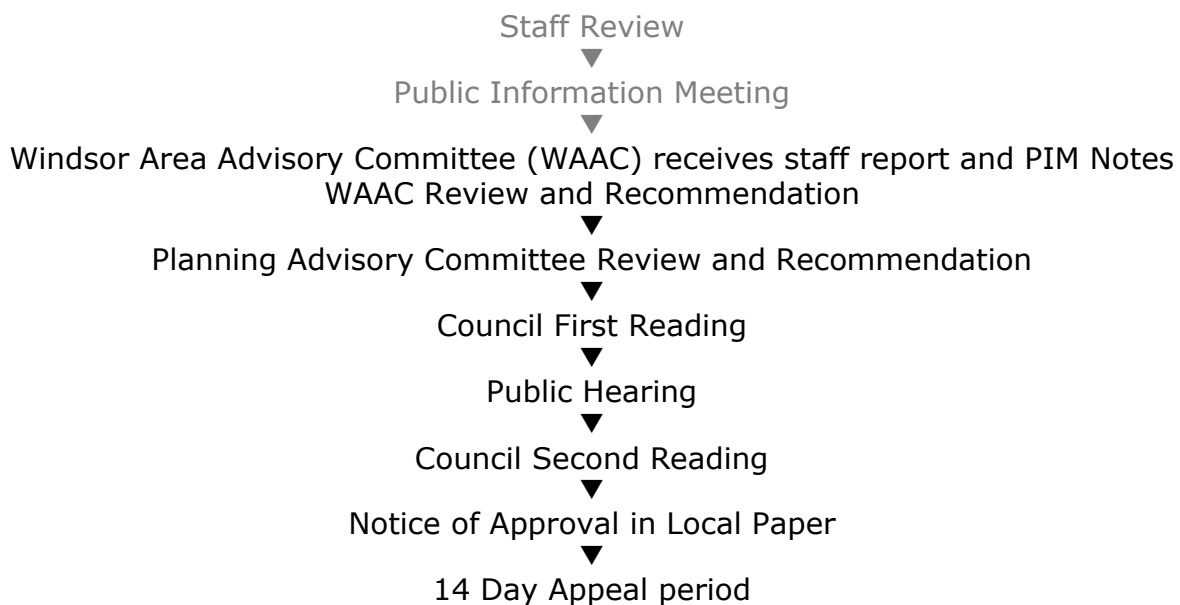 Staff Review
Public Information Meeting
Windsor Area Advisory Committee (WAAC) receives staff report and PIM Notes
WAAC Review and Recommendation
Planning Advisory Committee Review and Recommendation
Council First Reading
Public Hearing
Council Second Reading
Notice of Approval in Local Paper
14 Day Appeal period